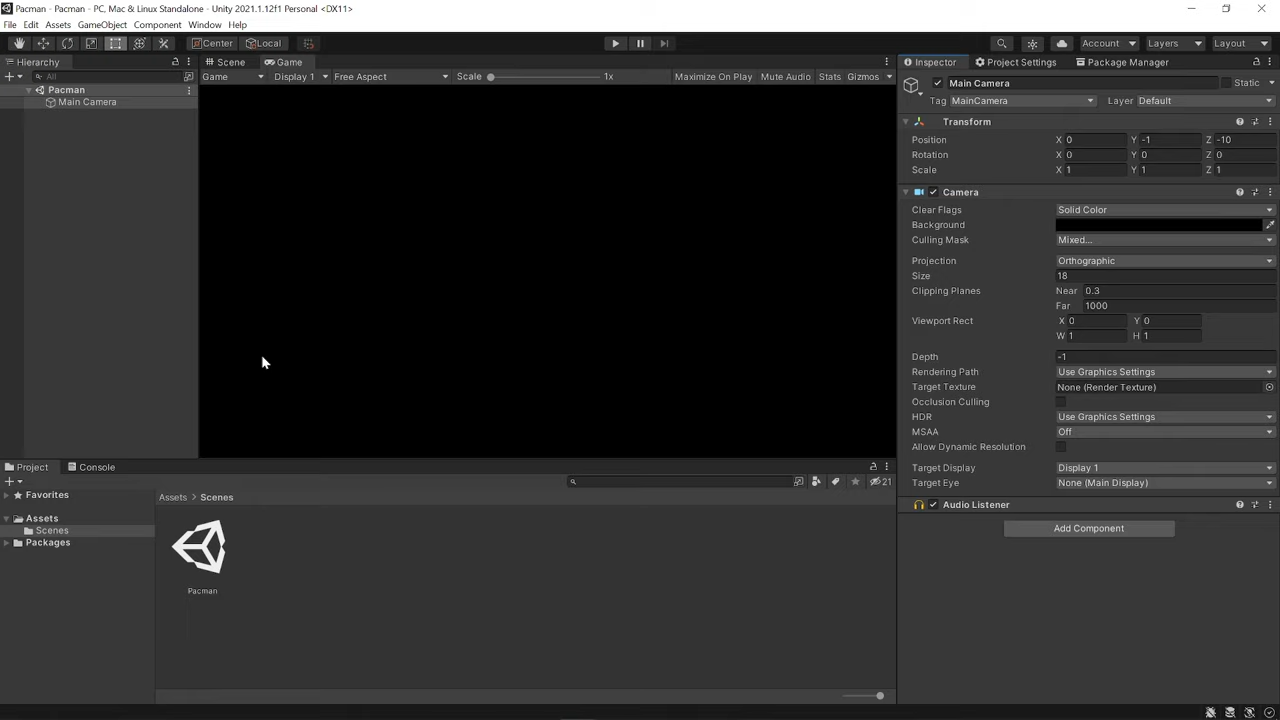 Pacman - Pacman - PC, Mac & Linux Standalone - Unity 2021.1.12f1 Personal <DX11>
File Edit Assets GameObject Component Window Help
Center Local Account Layers Layout
Hierarchy Scene Game Inspector Project Settings Package Manager
All Game Display 1 Free Aspect Scale 1x Maximize On Play Mute Audio Stats Gizmos
Pacman
Main Camera
Main Camera Static
Tag MainCamera Layer Default
Transform
Position X 0 Y -1 Z -10
Rotation X 0 Y 0 Z 0
Scale X 1 Y 1 Z 1
Camera
Clear Flags Solid Color
Background
Culling Mask Mixed...
Projection Orthographic
Size 18
Clipping Planes Near 0.3
Far 1000
Viewport Rect X 0 Y 0
W 1 H 1
Depth -1
Rendering Path Use Graphics Settings
Target Texture None (Render Texture)
Occlusion Culling
HDR Use Graphics Settings
MSAA Off
Allow Dynamic Resolution
Target Display Display 1
Target Eye None (Main Display)
Audio Listener
Add Component
Project Console
21
Favorites
Assets
Scenes
Packages
Assets > Scenes
Pacman